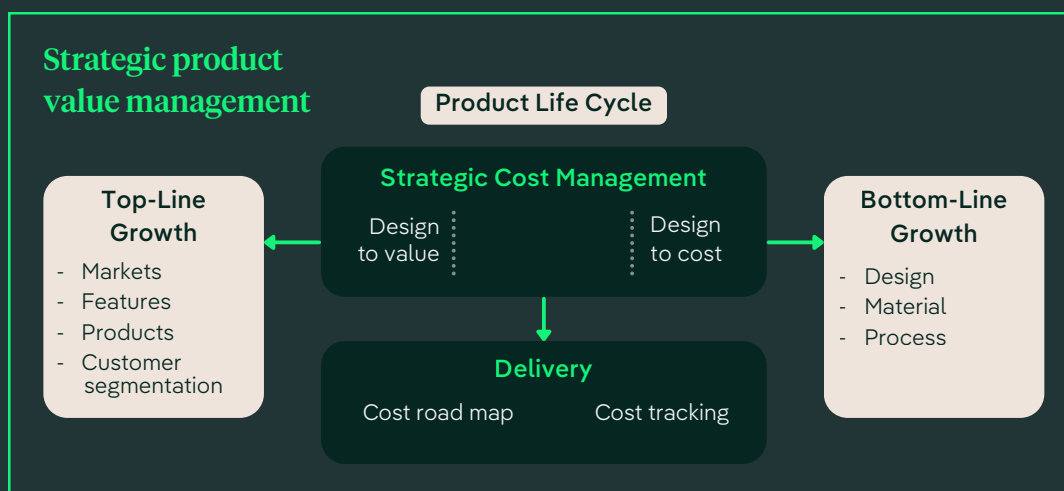 Strategic product
value management
Product Life Cycle
Top-Line
Growth
- Markets
- Features
- Products
- Customer
segmentation
Strategic Cost Management
Design
to value
Design
to cost
Delivery
Cost road map
Cost tracking
Bottom-Line
Growth
- Design
- Material
- Process